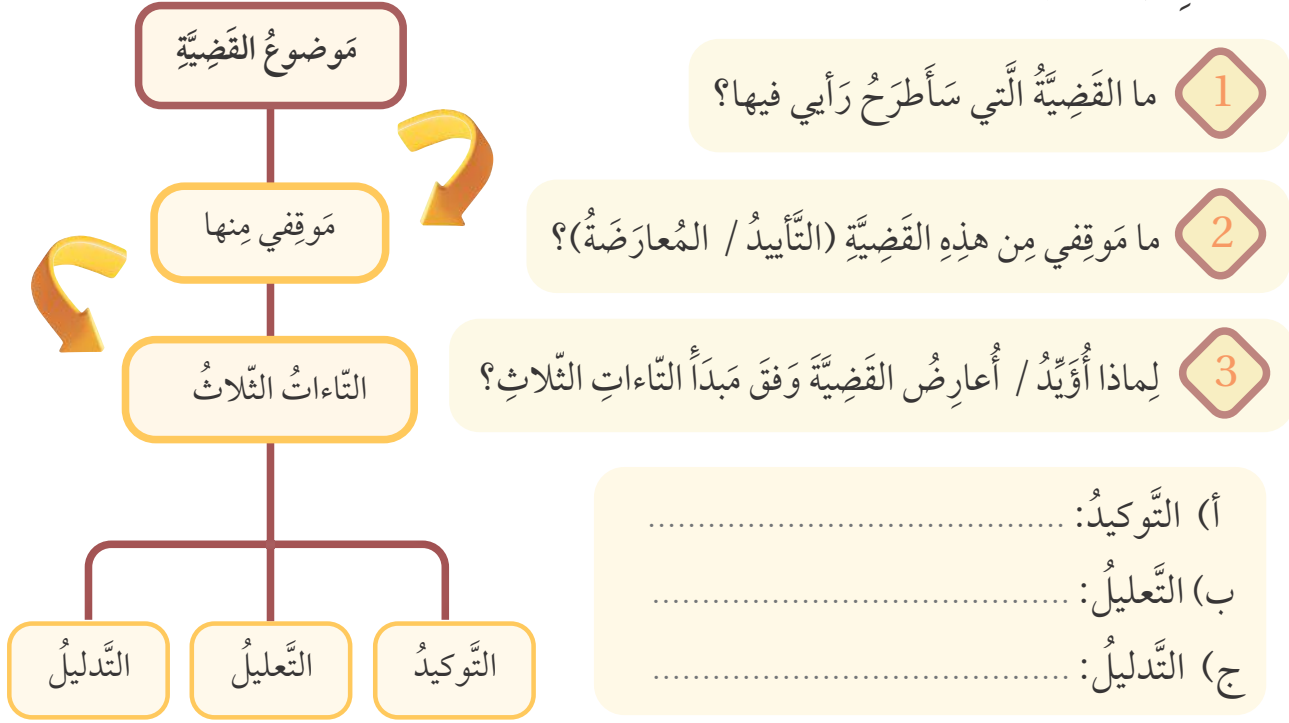 مَوضوعُ القَضِيَّةِ
1 ما القَضِيَّةُ الَّتي سَأَطرَحُ رَأيي فيها؟
مَوقِفي مِنها
2 ما مَوقِفي مِن هذِهِ القَضِيَّةِ (التَّأييدُ / المُعارَضَةُ)؟
التّاءاتُ الثّلاثُ
3 لِماذا أُؤَيِّدُ / أُعارِضُ القَضِيَّةَ وَفقَ مَبدَأَ التّاءاتِ الثّلاثِ؟
أ) التَّوكيدُ: ........................................
ب) التَّعليلُ: ........................................
ج) التَّدليلُ: ........................................
التَّوكيدُ
التَّعليلُ
التَّدليلُ